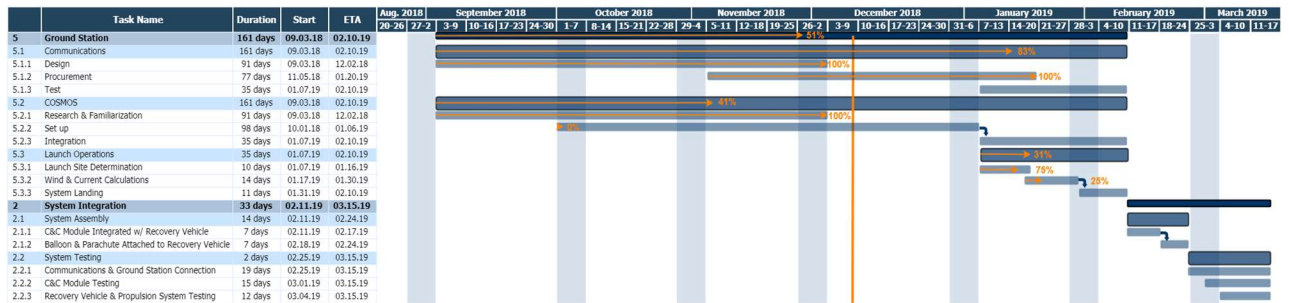 Task Name Duration Start ETA Aug. 2018 September 2018 October 2018 November 2018 December 2018 January 2019 February 2019 March 2019
20-26 27-2 3-9 10-16 17-23 24-30 1-7 8-14 15-21 22-28 29-4 5-11 12-18 19-25 26-2 3-9 10-16 17-23 24-30 31-6 7-13 14-20 21-27 28-3 4-10 11-17 18-24 25-3 4-10 11-17
5 Ground Station 161 days 09.03.18 02.10.19 51%
5.1 Communications 161 days 09.03.18 02.10.19 83%
5.1.1 Design 91 days 09.03.18 12.02.18 100%
5.1.2 Procurement 77 days 11.05.18 01.20.19 100%
5.1.3 Test 35 days 01.07.19 02.10.19
5.2 COSMOS 161 days 09.03.18 02.10.19 41%
5.2.1 Research & Familiarization 91 days 09.03.18 12.02.18 100%
5.2.2 Set up 98 days 10.01.18 01.06.19
5.2.3 Integration 35 days 01.07.19 02.10.19
5.3 Launch Operations 35 days 01.07.19 02.10.19 31%
5.3.1 Launch Site Determination 10 days 01.07.19 01.16.19 75%
5.3.2 Wind & Current Calculations 14 days 01.17.19 01.30.19 25%
5.3.3 System Landing 11 days 01.31.19 02.10.19
2 System Integration 33 days 02.11.19 03.15.19
2.1 System Assembly 14 days 02.11.19 02.24.19
2.1.1 C&C Module Integrated w/ Recovery Vehicle 7 days 02.11.19 02.17.19
2.1.2 Balloon & Parachute Attached to Recovery Vehicle 7 days 02.18.19 02.24.19
2.2 System Testing 2 days 02.25.19 03.15.19
2.2.1 Communications & Ground Station Connection 19 days 02.25.19 03.15.19
2.2.2 C&C Module Testing 15 days 03.01.19 03.15.19
2.2.3 Recovery Vehicle & Propulsion System Testing 12 days 03.04.19 03.15.19